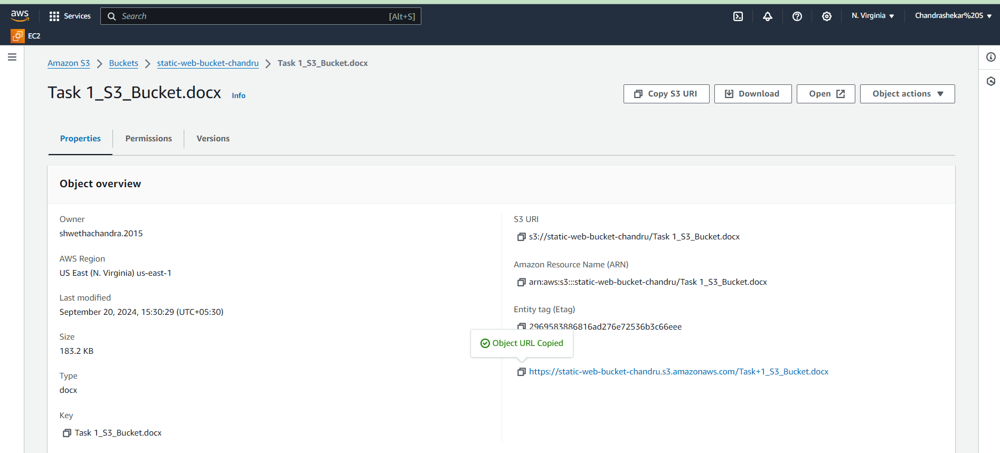 aws
Services
Search
[Alt+S]
N. Virginia
Chandrashekar%20S
EC2
Amazon S3
Buckets
static-web-bucket-chandru
Task 1_S3_Bucket.docx
Task 1_S3_Bucket.docx
Info
Copy S3 URI
Download
Open
Object actions
Properties
Permissions
Versions
Object overview
Owner
shwethachandra.2015
AWS Region
US East (N. Virginia) us-east-1
Last modified
September 20, 2024, 15:30:29 (UTC+05:30)
Size
183.2 KB
Type
docx
Key
Task 1_S3_Bucket.docx
S3 URI
s3://static-web-bucket-chandru/Task 1_S3_Bucket.docx
Amazon Resource Name (ARN)
arn:aws:s3:::static-web-bucket-chandru/Task 1_S3_Bucket.docx
Entity tag (Etag)
2969583886816ad276e72536b3c66eee
Object URL Copied
https://static-web-bucket-chandru.s3.amazonaws.com/Task+1_S3_Bucket.docx